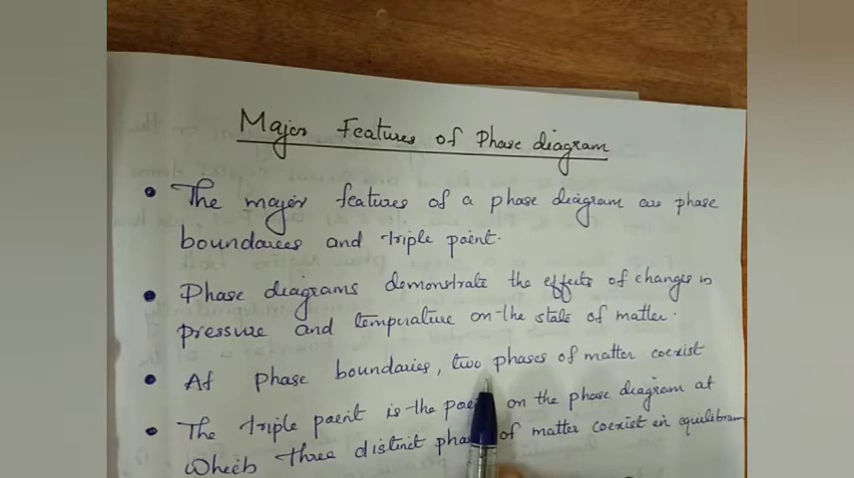 Major Features of Phase diagram
• The major features of a phase diagram are phase
boundaries and triple point.
• Phase diagrams demonstrate the effects of changes in
pressure and temperature on the state of matter.
• At phase boundaries, two phases of matter coexist
• The triple point is the on the phase diagram at
which three distinct of matter coexist in equilibrium